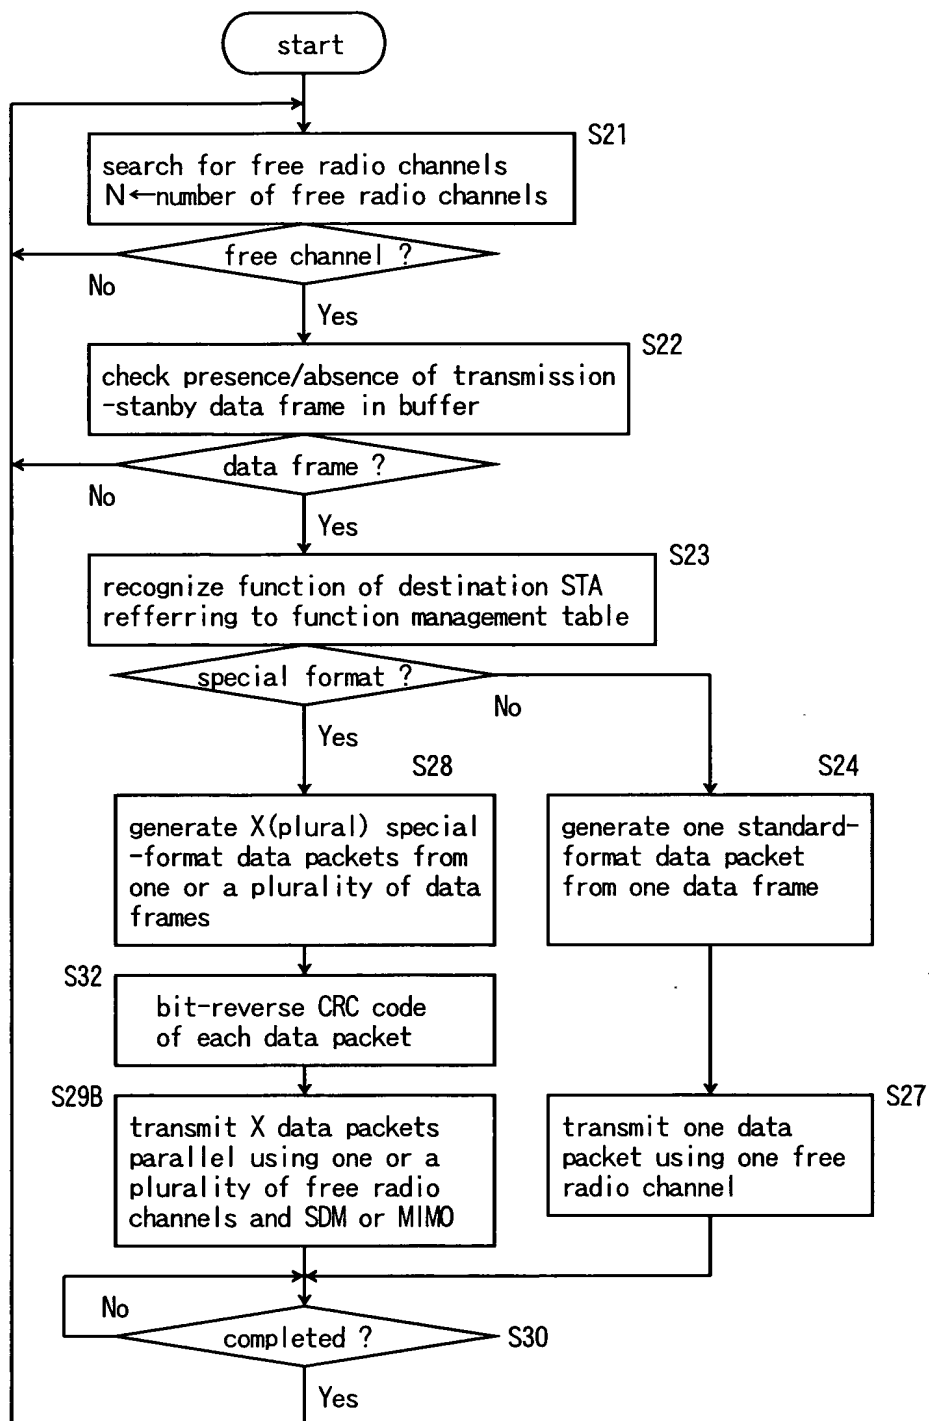 start
S21
search for free radio channels
N←number of free radio channels
free channel ?
No
Yes
S22
check presence/absence of transmission
-stanby data frame in buffer
data frame ?
No
Yes
S23
recognize function of destination STA
refferring to function management table
special format ?
No
Yes
S28
generate X(plural) special
-format data packets from
one or a plurality of data
frames
S24
generate one standard-
format data packet
from one data frame
S32
bit-reverse CRC code
of each data packet
S29B
transmit X data packets
parallel using one or a
plurality of free radio
channels and SDM or MIMO
S27
transmit one data
packet using one free
radio channel
No
completed ?
S30
Yes